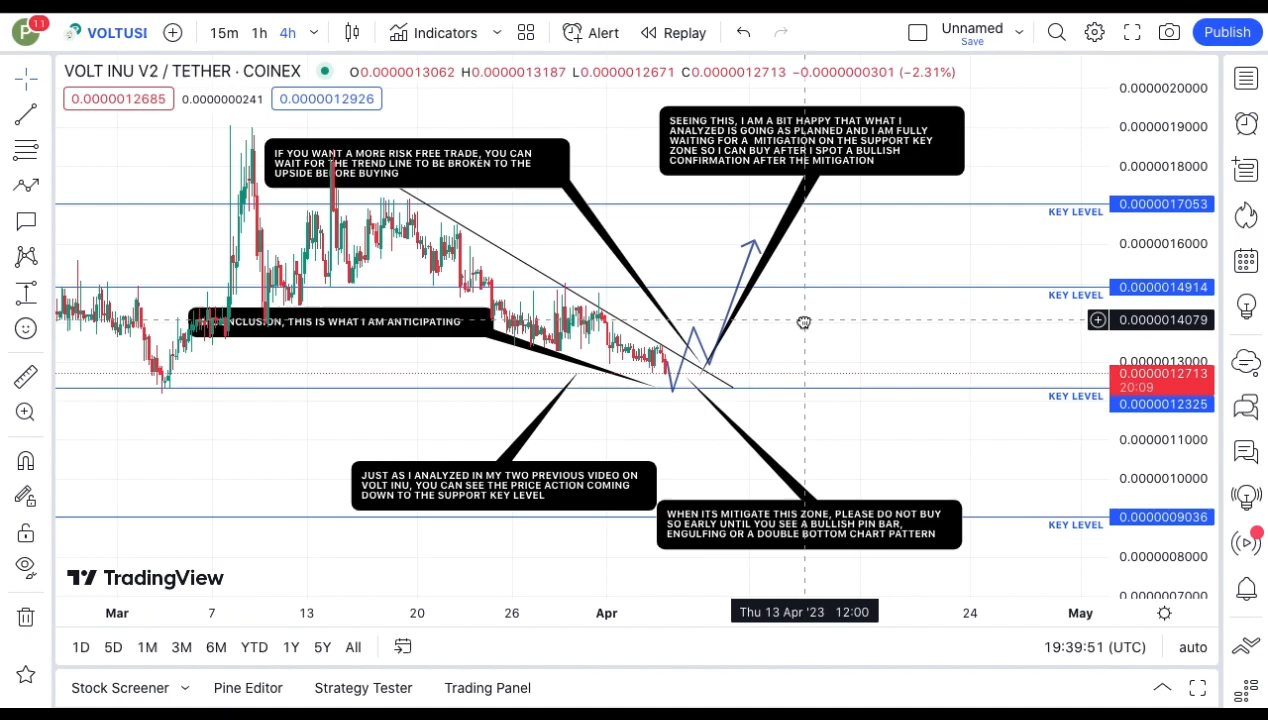 P 11 VOLTUSI 15m 1h 4h Indicators Alert Replay Unnamed Save Publish
VOLT INU V2 / TETHER · COINEX O0.0000013062 H0.0000013187 L0.0000012671 C0.0000012713 −0.0000000301 (−2.31%)
0.0000012685 0.0000000241 0.0000012926
0.0000020000
SEEING THIS, I AM A BIT HAPPY THAT WHAT I
ANALYZED IS GOING AS PLANNED AND I AM FULLY
WAITING FOR A MITIGATION ON THE SUPPORT KEY
ZONE SO I CAN BUY AFTER I SPOT A BULLISH
CONFIRMATION AFTER THE MITIGATION
0.0000019000
IF YOU WANT A MORE RISK FREE TRADE, YOU CAN
WAIT FOR THE TREND LINE TO BE BROKEN TO THE
UPSIDE BEFORE BUYING
0.0000018000
KEY LEVEL 0.0000017053
0.0000016000
KEY LEVEL 0.0000014914
CONCLUSION, THIS IS WHAT I AM ANTICIPATING
0.0000014079
0.0000013000
0.0000012713
20:09
KEY LEVEL 0.0000012325
0.0000011000
JUST AS I ANALYZED IN MY TWO PREVIOUS VIDEO ON
VOLT INU, YOU CAN SEE THE PRICE ACTION COMING
DOWN TO THE SUPPORT KEY LEVEL
0.0000010000
WHEN ITS MITIGATE THIS ZONE, PLEASE DO NOT BUY
SO EARLY UNTIL YOU SEE A BULLISH PIN BAR,
ENGULFING OR A DOUBLE BOTTOM CHART PATTERN
KEY LEVEL 0.0000009036
0.0000008000
TradingView
0.0000007000
Mar 7 13 20 26 Apr Thu 13 Apr '23 12:00 24 May
1D 5D 1M 3M 6M YTD 1Y 5Y All 19:39:51 (UTC) auto
Stock Screener Pine Editor Strategy Tester Trading Panel